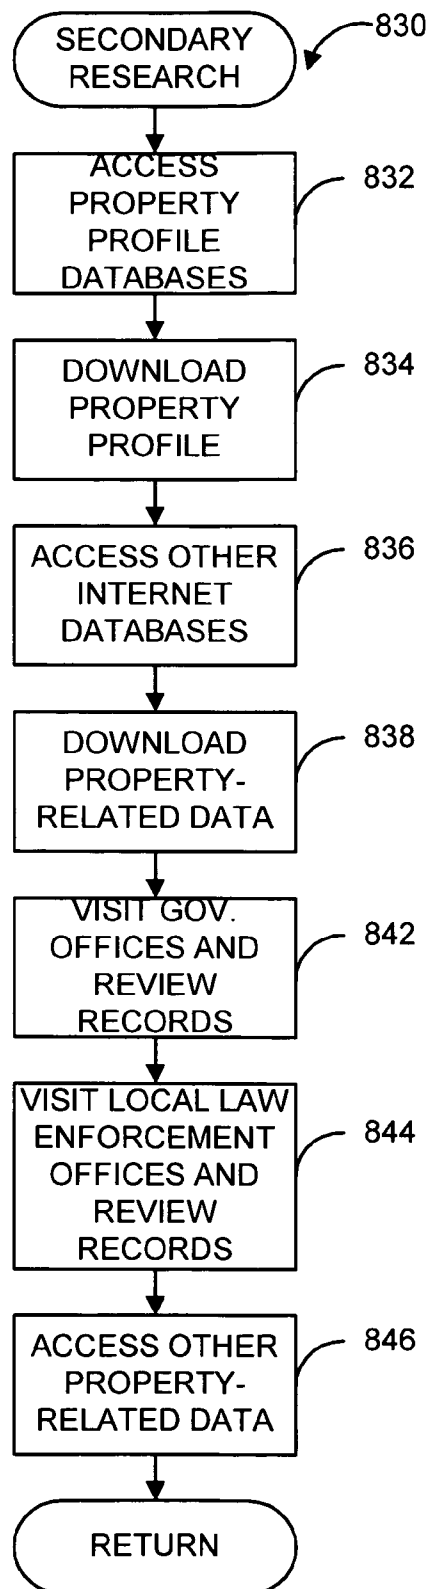 SECONDARY
RESEARCH
830
ACCESS
PROPERTY
PROFILE
DATABASES
832
DOWNLOAD
PROPERTY
PROFILE
834
ACCESS OTHER
INTERNET
DATABASES
836
DOWNLOAD
PROPERTY-
RELATED DATA
838
VISIT GOV.
OFFICES AND
REVIEW
RECORDS
842
VISIT LOCAL LAW
ENFORCEMENT
OFFICES AND
REVIEW
RECORDS
844
ACCESS OTHER
PROPERTY-
RELATED DATA
846
RETURN